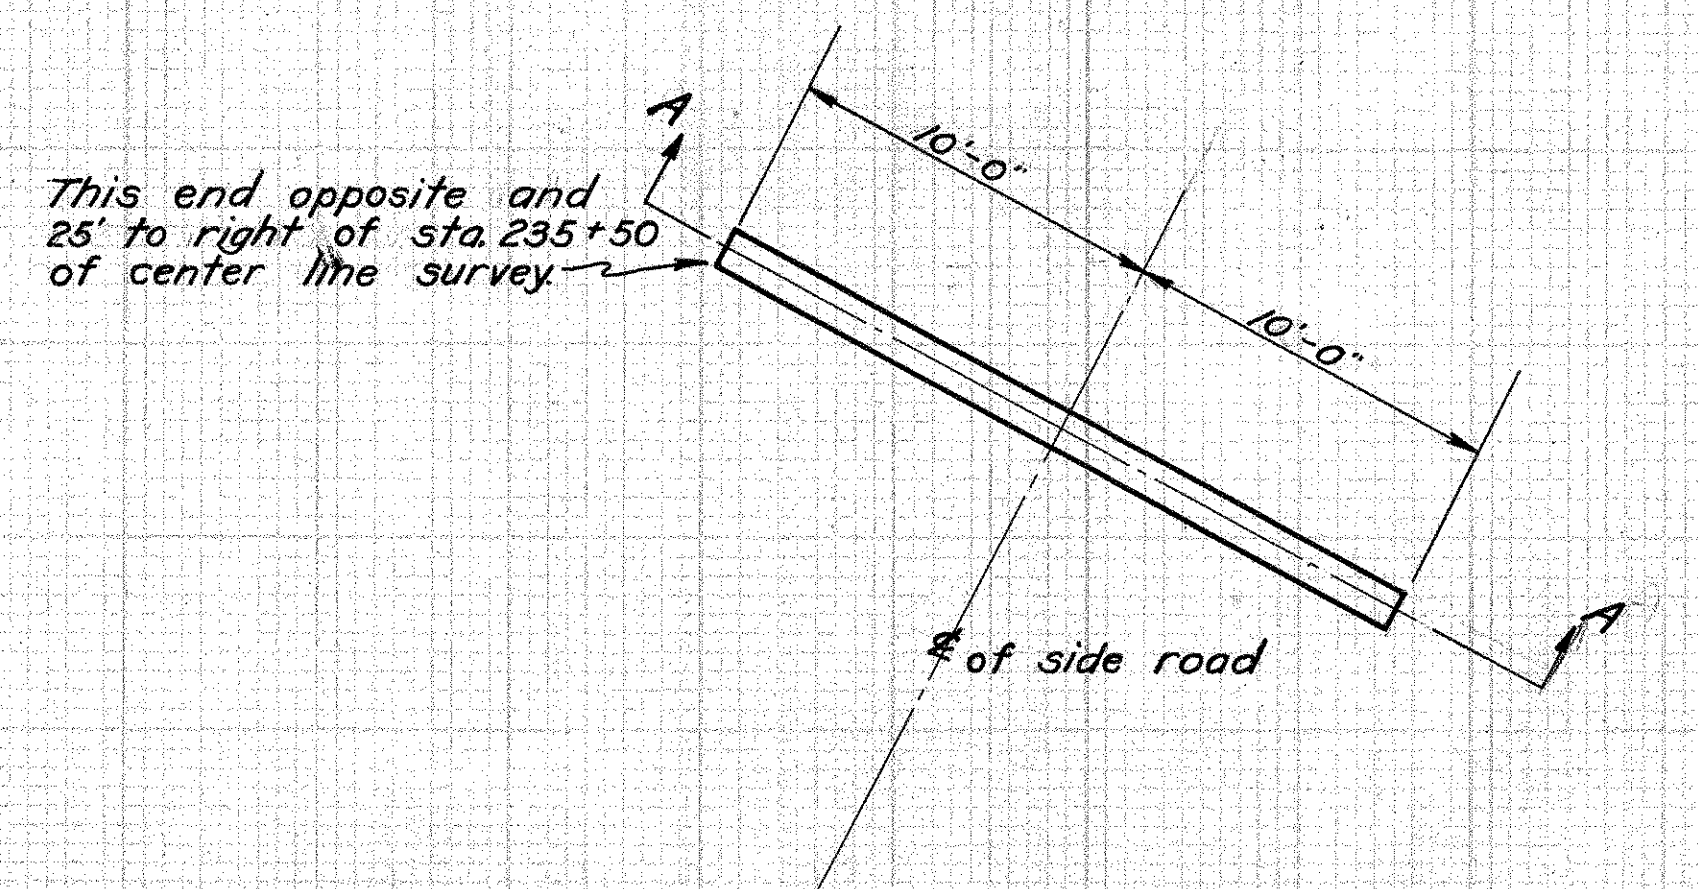 A
10'-0"
This end opposite and
25' to right of sta. 235+50
of center line survey.
10'-0"
A
℄ of side road